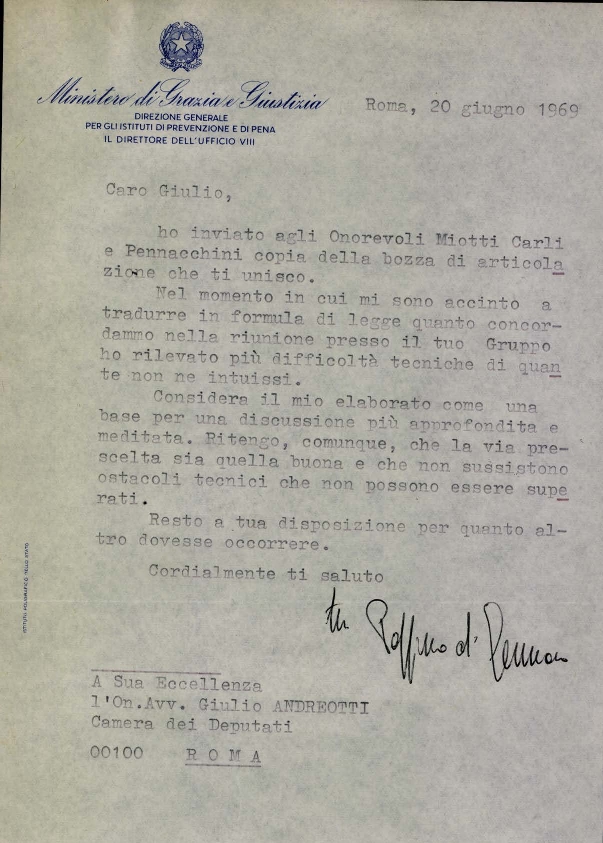 Ministero di Grazia e Giustizia
DIREZIONE GENERALE
PER GLI ISTITUTI DI PREVENZIONE E DI PENA
IL DIRETTORE DELL'UFFICIO VIII
Roma, 20 giugno 1969
Caro Giulio,
ho inviato agli Onorevoli Miotti Carli
e Pennacchini copia della bozza di articola
zione che ti unisco.
Nel momento in cui mi sono accinto a
tradurre in formula di legge quanto concor-
dammo nella riunione presso il tuo Gruppo
ho rilevato più difficoltà tecniche di quan
te non ne intuissi.
Considera il mio elaborato come una
base per una discussione più approfondita e
meditata. Ritengo, comunque, che la via pre-
scelta sia quella buona e che non sussistono
ostacoli tecnici che non possono essere supe
rati.
Resto a tua disposizione per quanto al-
tro dovesse occorrere.
Cordialmente ti saluto
A Sua Eccellenza
l'On.Avv. Giulio ANDREOTTI
Camera dei Deputati
00100 R O M A
ISTITUTO POLIGRAFICO DELLO STATO